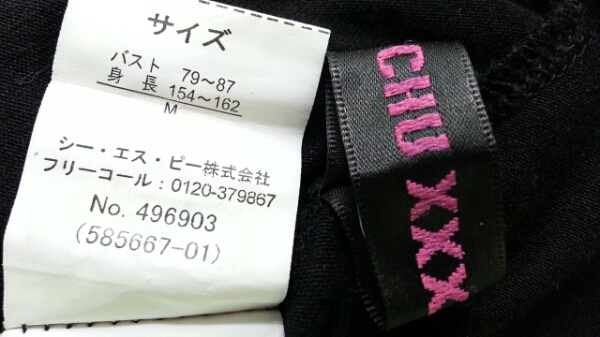 サイズ
バスト 79~87
身 長 154~162
M
シー・エス・ピー株式会社
フリーコール:0120-379867
No. 496903
(585667-01)
CHU XXX